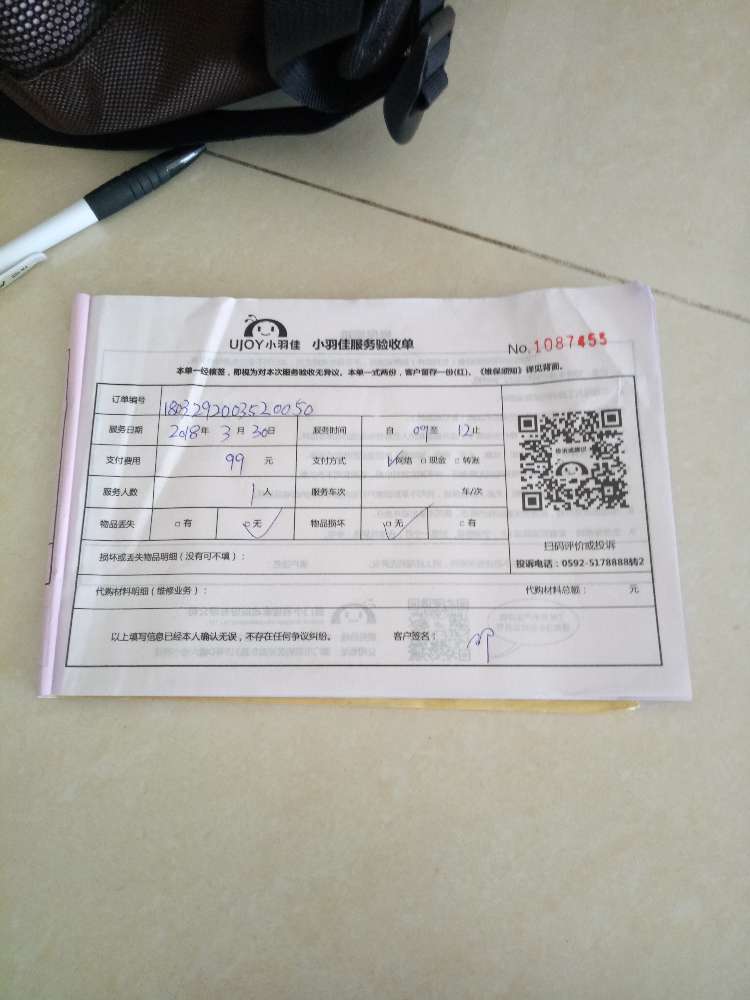 UJOY小羽佳 小羽佳服务验收单 No.1087455
本单一经核签，即视为对本次服务验收无异议。本单一式两份，客户留存一份(红)。《维保须知》详见背面。
订单编号 1803292003520050
服务日期 2018年 3月 30日 服务时间 自 09 至 12止
支付费用 99 元 支付方式 ☑网络 □现金 □转账
服务人数 1人 服务车次 车/次
物品丢失 □有 ☑无 物品损坏 ☑无 □有
扫码评价或投诉
损坏或丢失物品明细（没有可不填）： 投诉电话：0592-5178888转2
代购材料明细（维修业务）： 代购材料总额： 元
以上填写信息已经本人确认无误，不存在任何争议纠纷。 客户签名：